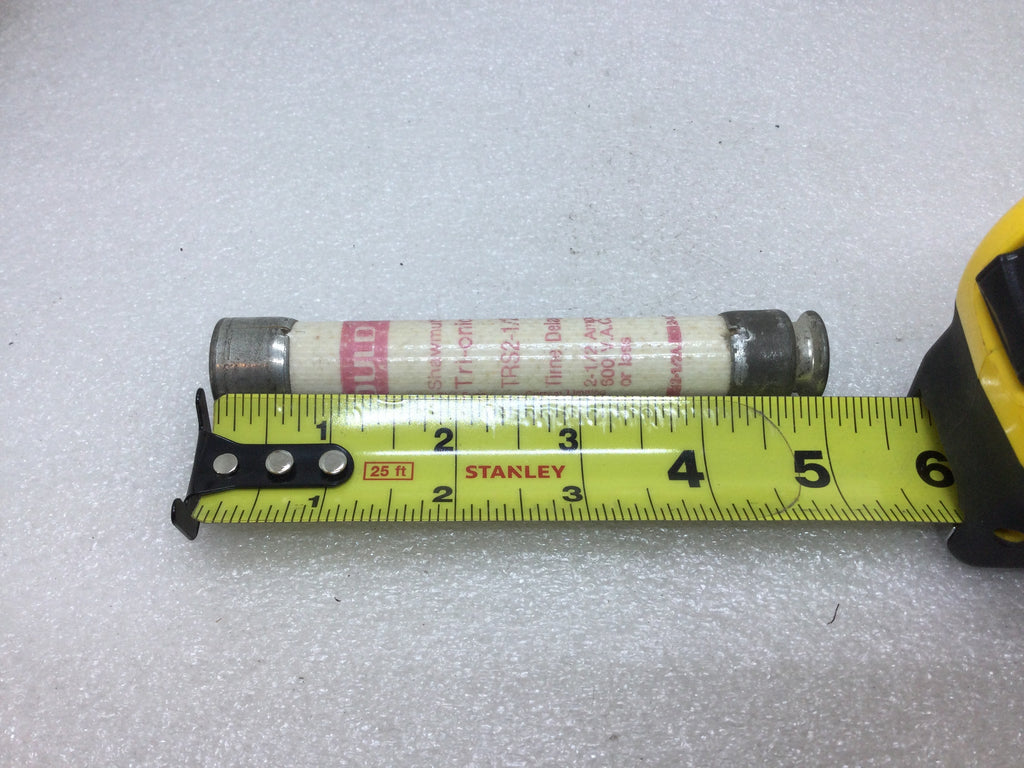 OULD
Shawmut
Tri-onic
TRS2-1/
Time Dela
2-1/2 Amp
600 V.A.C.
or less
1 2 3 4 5 6
25 ft STANLEY
1 2 3